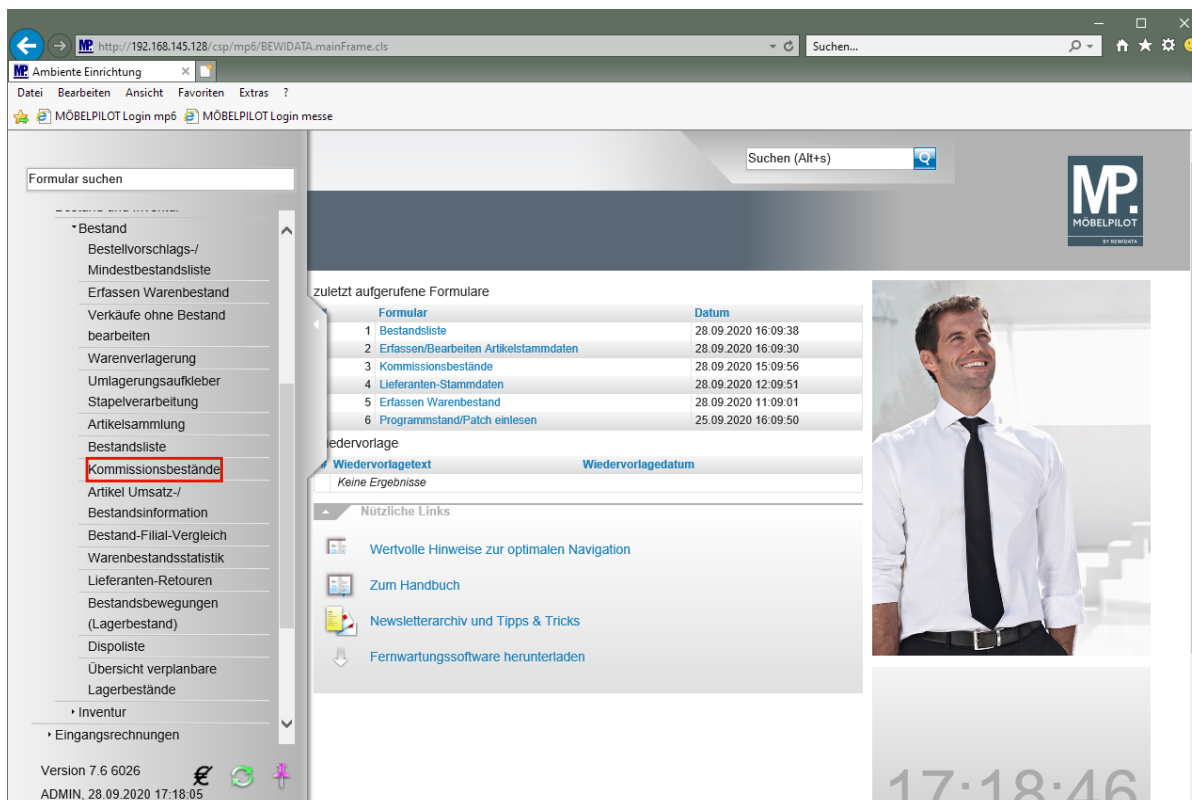 http://192.168.145.128/csp/mp6/BEWIDATA.mainFrame.cls
Suchen...
Ambiente Einrichtung
Datei Bearbeiten Ansicht Favoriten Extras ?
MÖBELPILOT Login mp6 MÖBELPILOT Login messe
Suchen (Alt+s)
MP.
MÖBELPILOT
BY BEWIDATA
Formular suchen
Bestand
Bestellvorschlags-/
Mindestbestandsliste
Erfassen Warenbestand
Verkäufe ohne Bestand
bearbeiten
Warenverlagerung
Umlagerungsaufkleber
Stapelverarbeitung
Artikelsammlung
Bestandsliste
Kommissionsbestände
Artikel Umsatz-/
Bestandsinformation
Bestand-Filial-Vergleich
Warenbestandsstatistik
Lieferanten-Retouren
Bestandsbewegungen
(Lagerbestand)
Dispoliste
Übersicht verplanbare
Lagerbestände
Inventur
Eingangsrechnungen
Version 7.6 6026
ADMIN, 28.09.2020 17:18:05
zuletzt aufgerufene Formulare
Formular Datum
1 Bestandsliste 28.09.2020 16:09:38
2 Erfassen/Bearbeiten Artikelstammdaten 28.09.2020 16:09:30
3 Kommissionsbestände 28.09.2020 15:09:56
4 Lieferanten-Stammdaten 28.09.2020 12:09:51
5 Erfassen Warenbestand 28.09.2020 11:09:01
6 Programmstand/Patch einlesen 25.09.2020 16:09:50
iedervorlage
# Wiedervorlagetext Wiedervorlagedatum
Keine Ergebnisse
Nützliche Links
Wertvolle Hinweise zur optimalen Navigation
Zum Handbuch
Newsletterarchiv und Tipps & Tricks
Fernwartungssoftware herunterladen
17:18:46